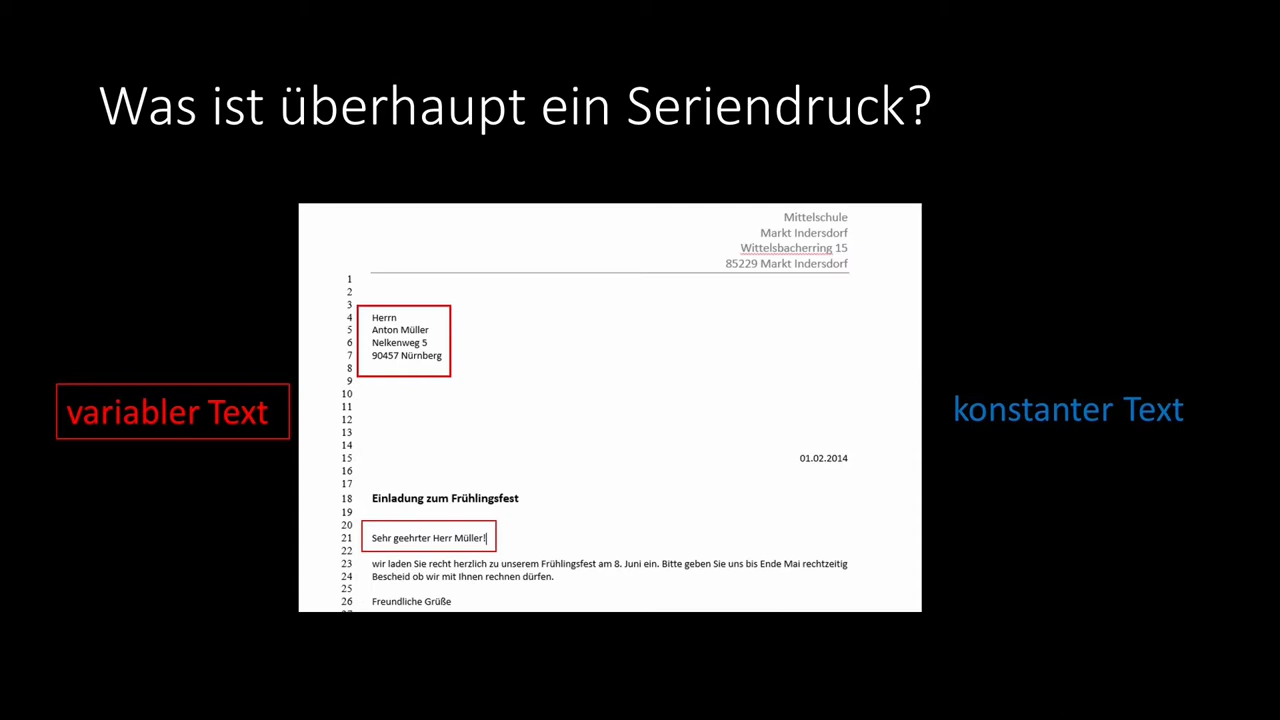 Was ist überhaupt ein Seriendruck?
Mittelschule
Markt Indersdorf
Wittelsbacherring 15
85229 Markt Indersdorf
1
2
3
4 Herrn
5 Anton Müller
6 Nelkenweg 5
7 90457 Nürnberg
8
9
variabler Text
konstanter Text
10
11
12
13
14
15 01.02.2014
16
17
18 Einladung zum Frühlingsfest
19
20
21 Sehr geehrter Herr Müller!
22
23 wir laden Sie recht herzlich zu unserem Frühlingsfest am 8. Juni ein. Bitte geben Sie uns bis Ende Mai rechtzeitig
24 Bescheid ob wir mit Ihnen rechnen dürfen.
25
26 Freundliche Grüße